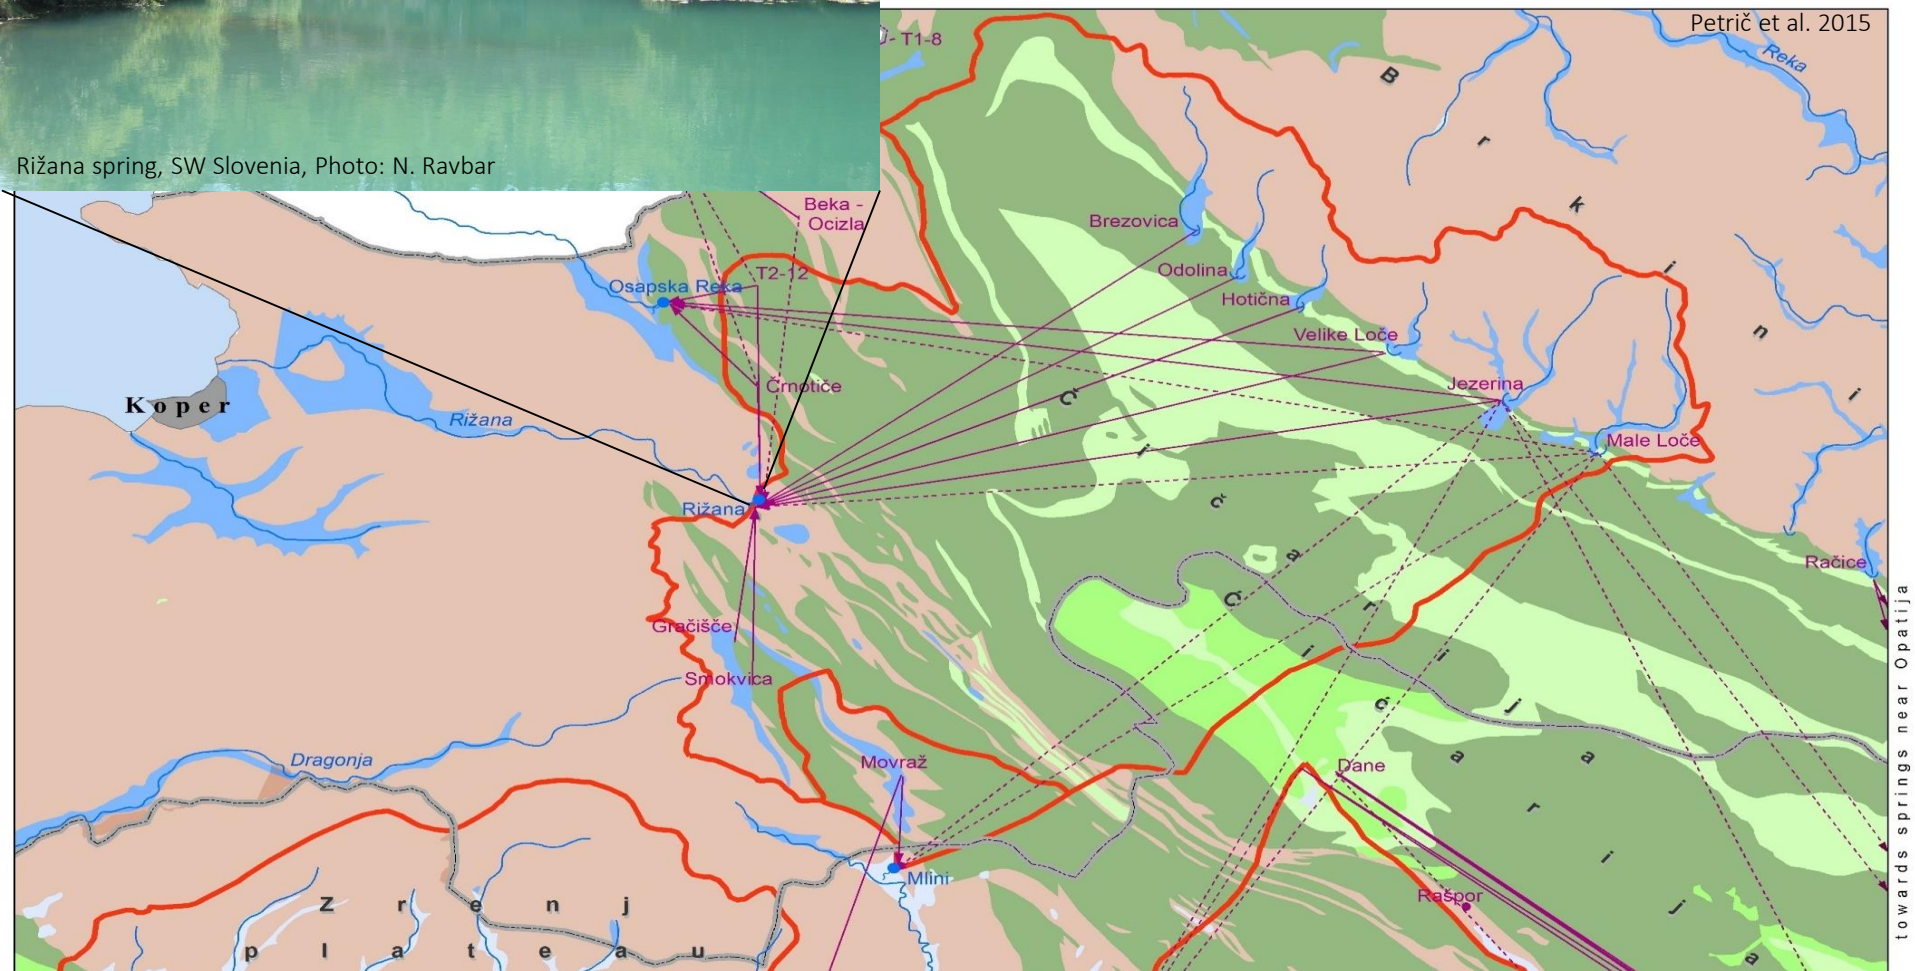 Petrič et al. 2015
- T1-8
Reka
Rižana spring, SW Slovenia, Photo: N. Ravbar
Beka -
Ocizla
Brezovica
T2-12
Odolina
Osapska Reka
Hotična
Velike Loče
Črnotiče
Jezerina
Koper
Rižana
Male Loče
Rižana
Račice
Gračišče
Smokvica
Dragonja
Movraž
Dane
Mlini
Rašpor
B r k i n i
Č i č a r i j a
Ć i ć a r i j a
Z r e n j
p l a t e a u
towards springs near Opatija